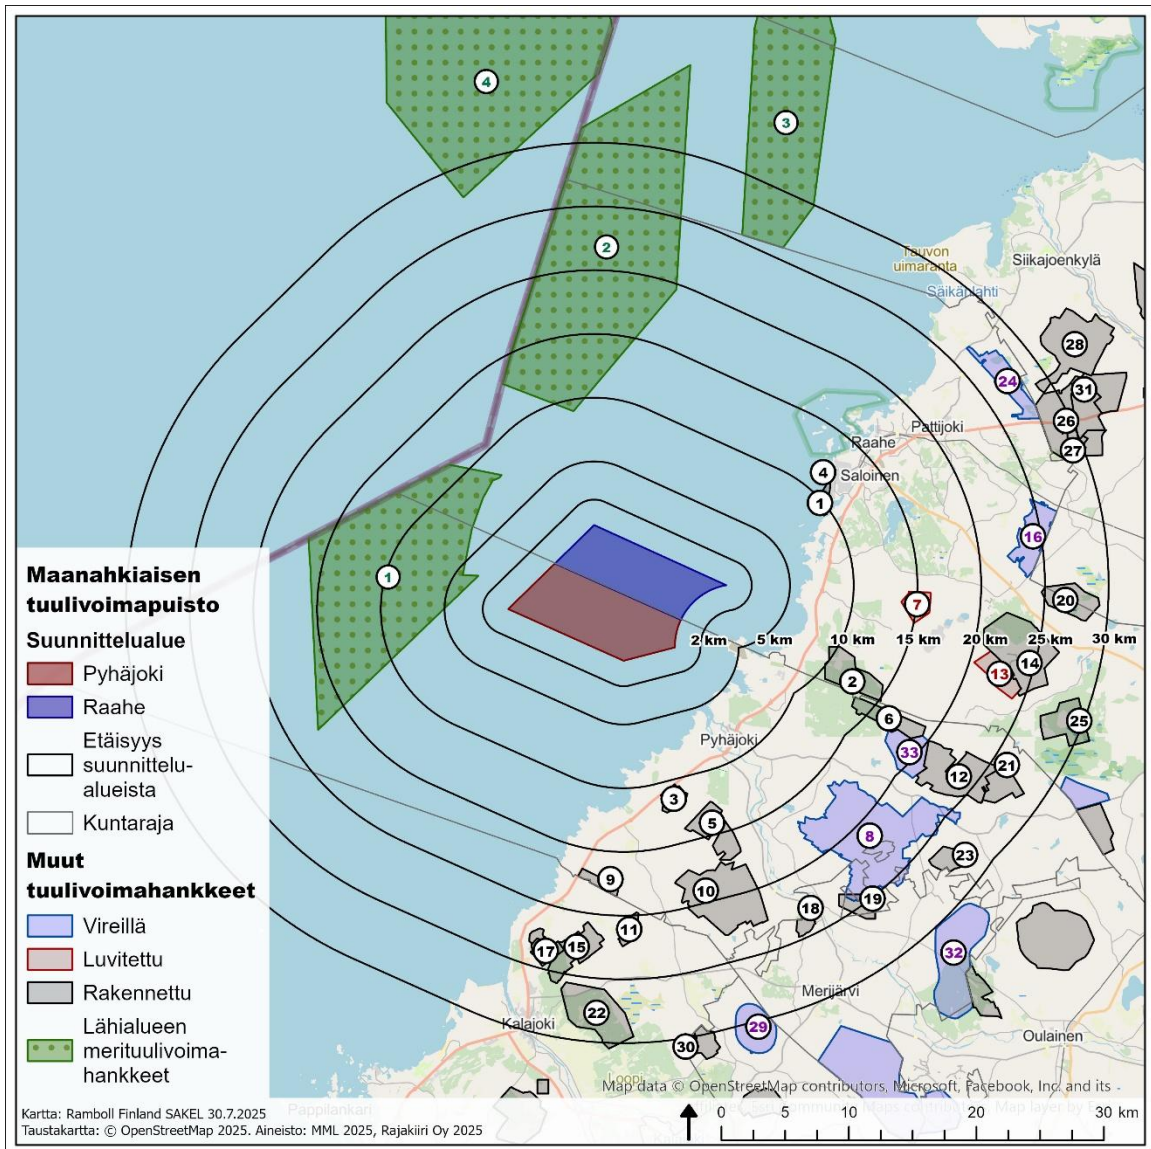 4
3
2
Tauvon
uimaranta
Siikajoenkylä
Säikänlahti
28
24
31
26
27
Pattijoki
Raahe
4
Saloinen
1
16
1
7
20
2 km
5 km
10 km
15 km
20 km
25 km
30 km
14
13
2
6
25
33
Pyhäjoki
21
12
3
5
8
23
9
10
19
18
11
17
15
32
Merijärvi
22
29
Kalajoki
30
Oulainen
Maanahkiaisen
tuulivoimapuisto
Suunnittelualue
Pyhäjoki
Raahe
Etäisyys
suunnittelu-
alueista
Kuntaraja
Muut
tuulivoimahankkeet
Vireillä
Luvitettu
Rakennettu
Lähialueen
merituulivoima-
hankkeet
Map data © OpenStreetMap contributors, Microsoft, Facebook, Inc. and its
Pappilankari
Kartta: Ramboll Finland SAKEL 30.7.2025
Taustakartta: © OpenStreetMap 2025. Aineisto: MML 2025, Rajakiiri Oy 2025
0 5 10 20 30 km